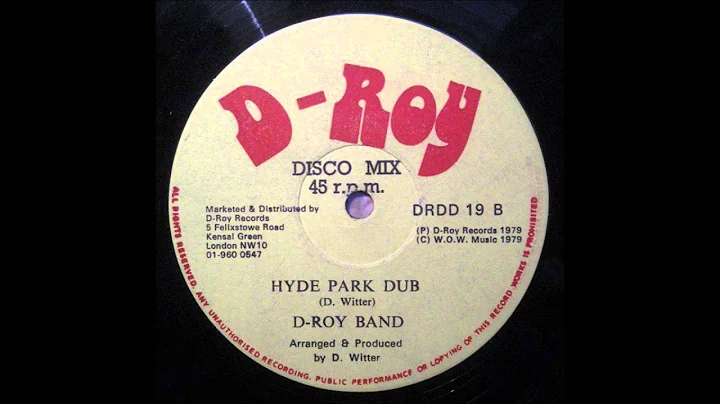 D-Roy
DISCO MIX
45 r.p.m.
Marketed & Distributed by
D-Roy Records
5 Felixstowe Road
Kensal Green
London NW10
01-960 0547
DRDD 19 B
(P) D-Roy Records 1979
(C) W.O.W. Music 1979
HYDE PARK DUB
(D. Witter)
D-ROY BAND
Arranged & Produced
by D. Witter
ALL RIGHTS RESERVED. ANY UNAUTHORISED RECORDING, BROADCASTING, PUBLIC PERFORMANCE OR COPYING OF THIS RECORD WORKS IS PROHIBITED